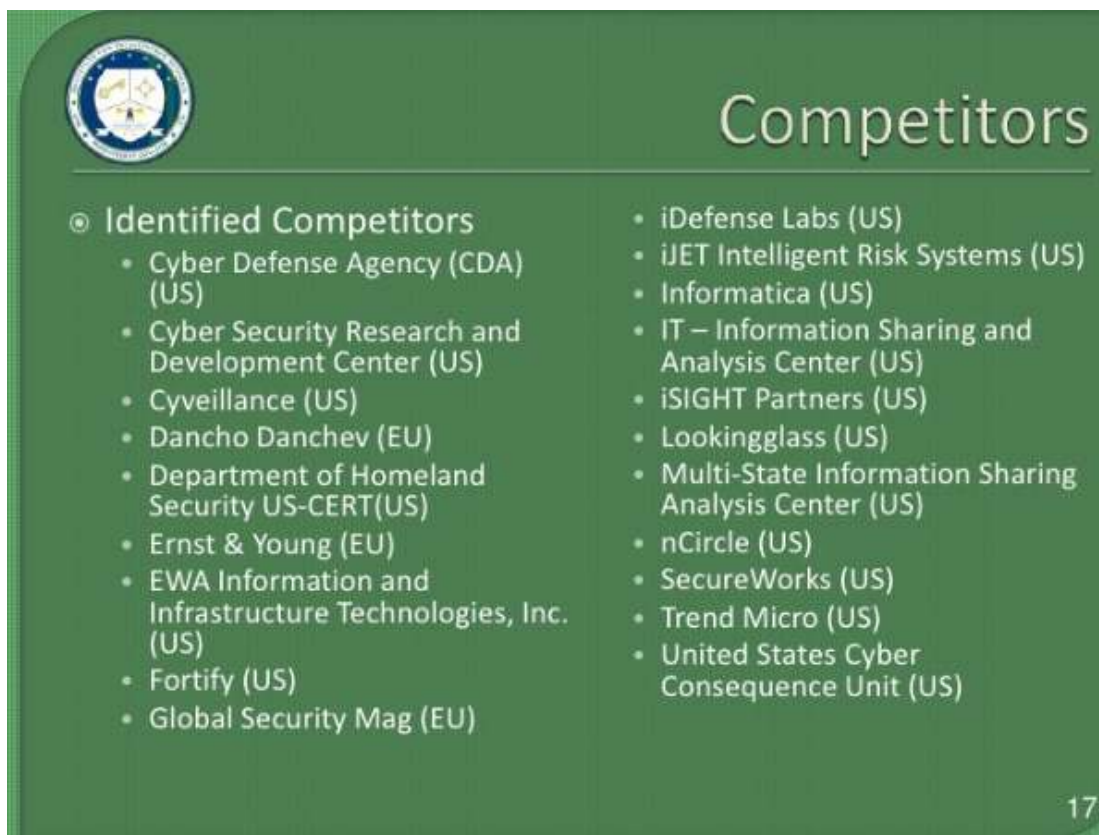 Competitors
Identified Competitors
Cyber Defense Agency (CDA)
(US)
Cyber Security Research and
Development Center (US)
Cyveillance (US)
Dancho Danchev (EU)
Department of Homeland
Security US-CERT(US)
Ernst & Young (EU)
EWA Information and
Infrastructure Technologies, Inc.
(US)
Fortify (US)
Global Security Mag (EU)
iDefense Labs (US)
iJET Intelligent Risk Systems (US)
Informatica (US)
IT – Information Sharing and
Analysis Center (US)
iSIGHT Partners (US)
Lookingglass (US)
Multi-State Information Sharing
Analysis Center (US)
nCircle (US)
SecureWorks (US)
Trend Micro (US)
United States Cyber
Consequence Unit (US)
17